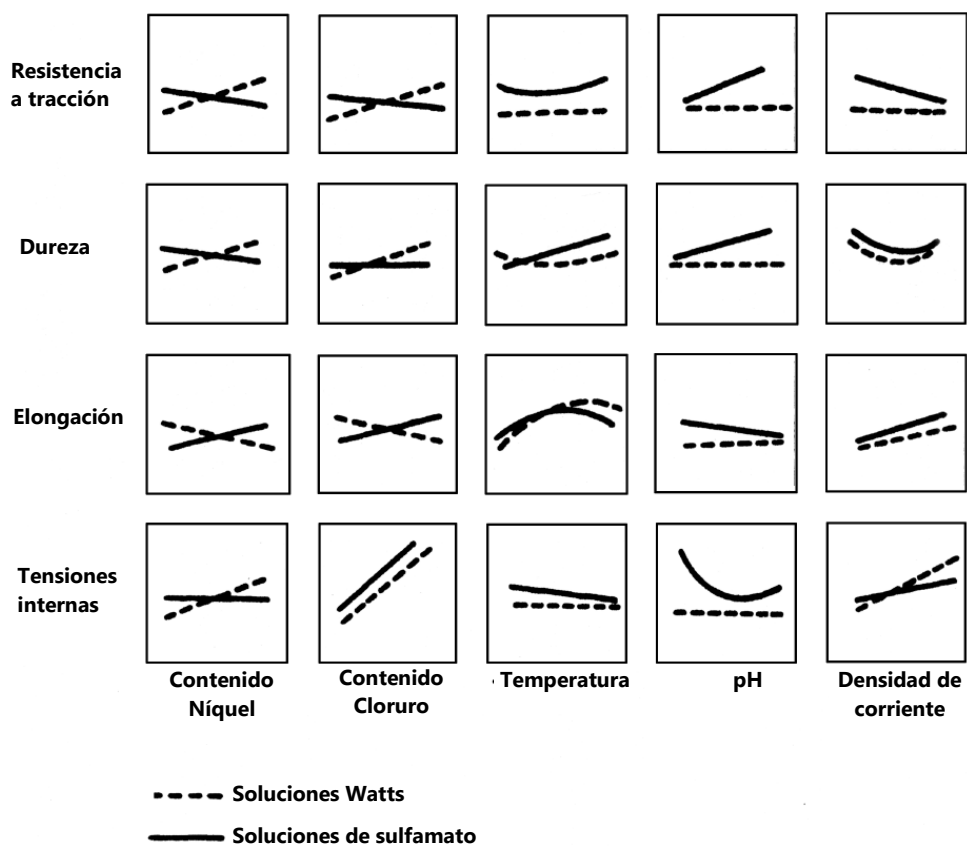 Resistencia
a tracción
Dureza
Elongación
Tensiones
internas
Contenido
Níquel
Contenido
Cloruro
Temperatura
pH
Densidad de
corriente
Soluciones Watts
Soluciones de sulfamato